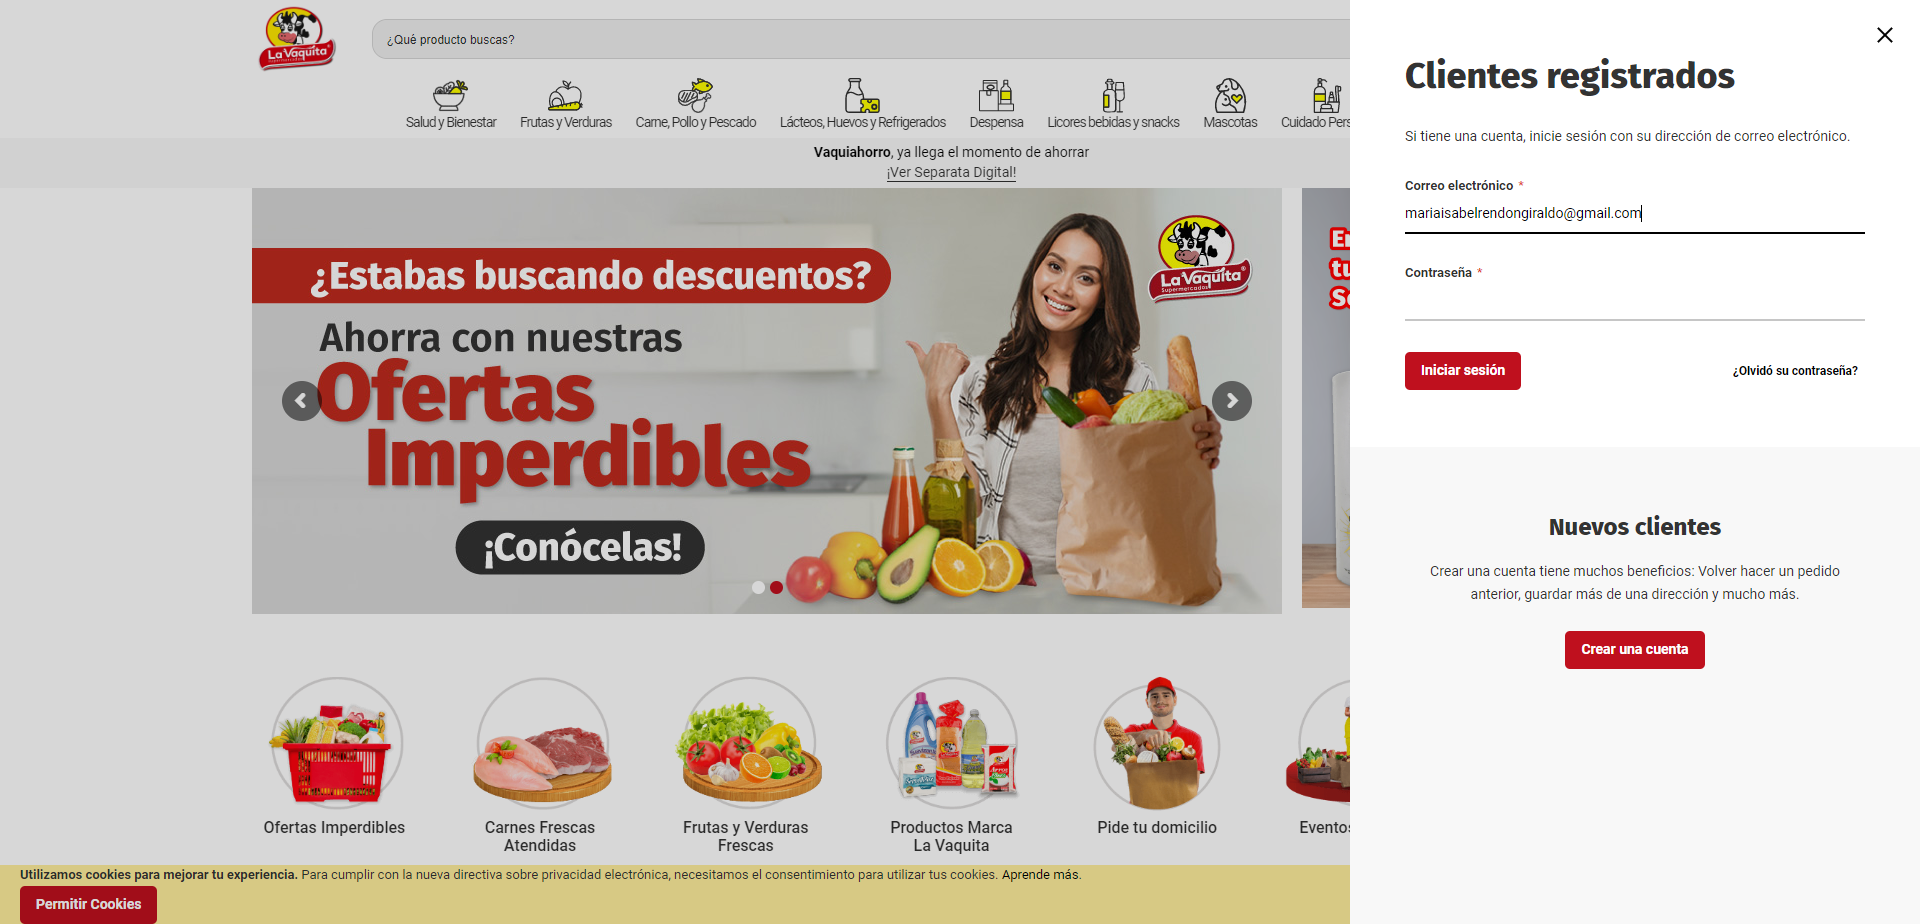 La Vaquita
Supermercados
¿Qué producto buscas?
Salud y Bienestar
Frutas y Verduras
Carne, Pollo y Pescado
Lácteos, Huevos y Refrigerados
Despensa
Licores bebidas y snacks
Mascotas
Cuidado Pers
Vaquiahorro, ya llega el momento de ahorrar
¡Ver Separata Digital!
¿Estabas buscando descuentos?
Ahorra con nuestras
Ofertas
Imperdibles
¡Conócelas!
La Vaquita
Supermercados
Ofertas Imperdibles
Carnes Frescas
Atendidas
Frutas y Verduras
Frescas
Productos Marca
La Vaquita
Pide tu domicilio
Eventos
Utilizamos cookies para mejorar tu experiencia. Para cumplir con la nueva directiva sobre privacidad electrónica, necesitamos el consentimiento para utilizar tus cookies. Aprende más.
Permitir Cookies
Clientes registrados
Si tiene una cuenta, inicie sesión con su dirección de correo electrónico.
Correo electrónico *
mariaisabelrendongiraldo@gmail.com
Contraseña *
Iniciar sesión
¿Olvidó su contraseña?
Nuevos clientes
Crear una cuenta tiene muchos beneficios: Volver hacer un pedido
anterior, guardar más de una dirección y mucho más.
Crear una cuenta